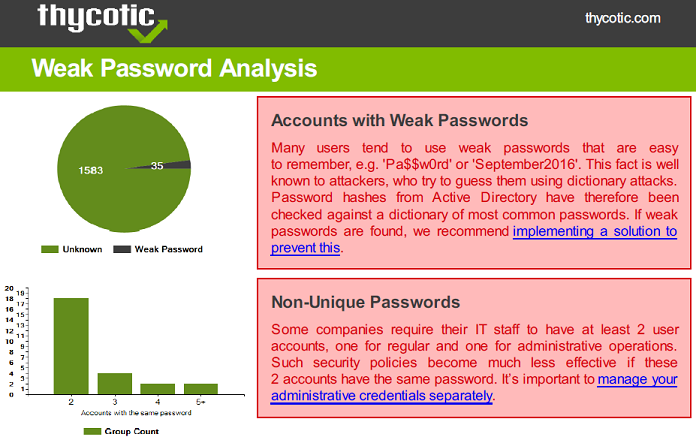 thycotic
thycotic.com
Weak Password Analysis
1583
35
Unknown
Weak Password
Accounts with Weak Passwords
Many users tend to use weak passwords that are easy
to remember, e.g. 'Pa$$w0rd' or 'September2016'. This fact is well
known to attackers, who try to guess them using dictionary attacks.
Password hashes from Active Directory have therefore been
checked against a dictionary of most common passwords. If weak
passwords are found, we recommend implementing a solution to
prevent this.
20
19
18
17
16
15
14
13
12
11
10
9
8
7
6
5
4
3
2
1
0
2 3 4 5+
Accounts with the same password
Group Count
Non-Unique Passwords
Some companies require their IT staff to have at least 2 user
accounts, one for regular and one for administrative operations.
Such security policies become much less effective if these
2 accounts have the same password. It's important to manage your
administrative credentials separately.